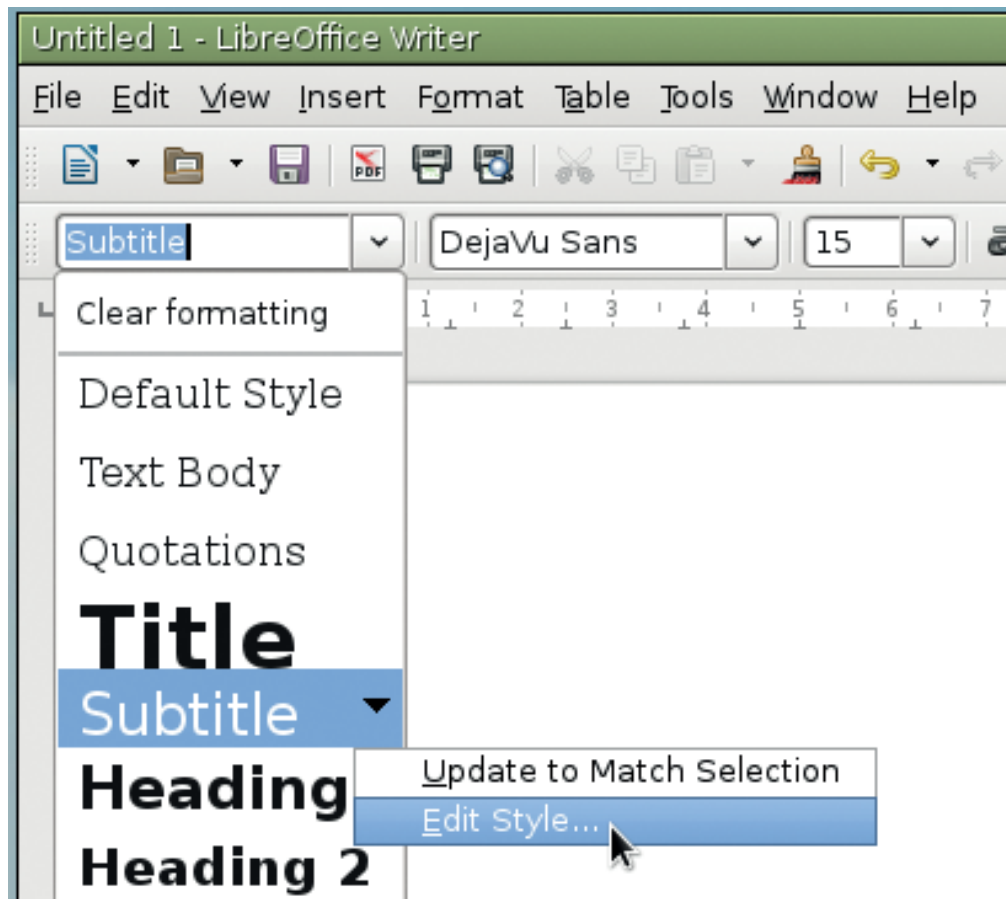 Untitled 1 - LibreOffice Writer
File Edit View Insert Format Table Tools Window Help
PDF
Subtitle DejaVu Sans 15
1 2 3 4 5 6 7
Clear formatting
Default Style
Text Body
Quotations
Title
Subtitle
Update to Match Selection
Heading
Edit Style...
Heading 2